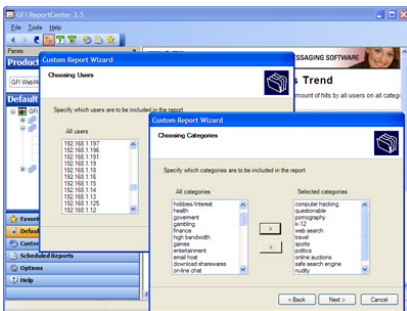 GFI ReportCenter 3.5
File Tools Help
Panes
Product
Custom Report Wizard
Choosing Users
Specify which users are to be included in the report
All users
192.168.1.197
192.168.1.196
192.168.1.191
192.168.1.19
192.168.1.18
192.168.1.16
192.168.1.15
192.168.1.14
192.168.1.13
192.168.1.125
192.168.1.12
ESSAGING SOFTWARE
s Trend
mount of hits by all users on all catego
GFI WebM
Default
Custom Report Wizard
Choosing Categories
Specify which categories are to be included in the report
All categories
hobbies/interest
health
goverment
gambling
finance
high bandwidth
games
entertainment
email host
download sharewares
on-line chat
>
<
Selected categories
computer hacking
questionable
pornography
k-12
web search
travel
sports
politics
online auctions
safe search engine
nudity
Favorit
Defaul
Custom
Scheduled Reports
Options
Help
< Back
Next >
Cancel